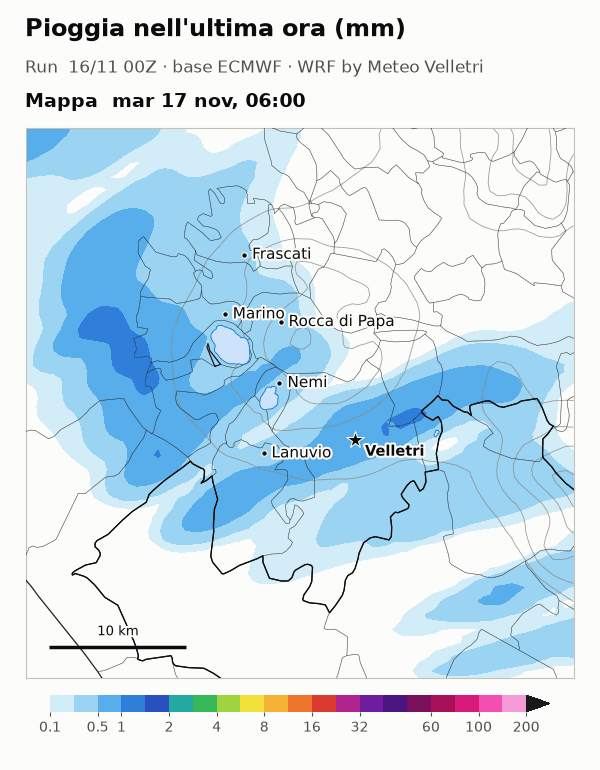 Pioggia nell'ultima ora (mm)
Run 16/11 00Z · base ECMWF · WRF by Meteo Velletri
Mappa mar 17 nov, 06:00
Frascati
Marino
Rocca di Papa
Nemi
Velletri
Lanuvio
10 km
0.1 0.5 1 2 4 8 16 32 60 100 200